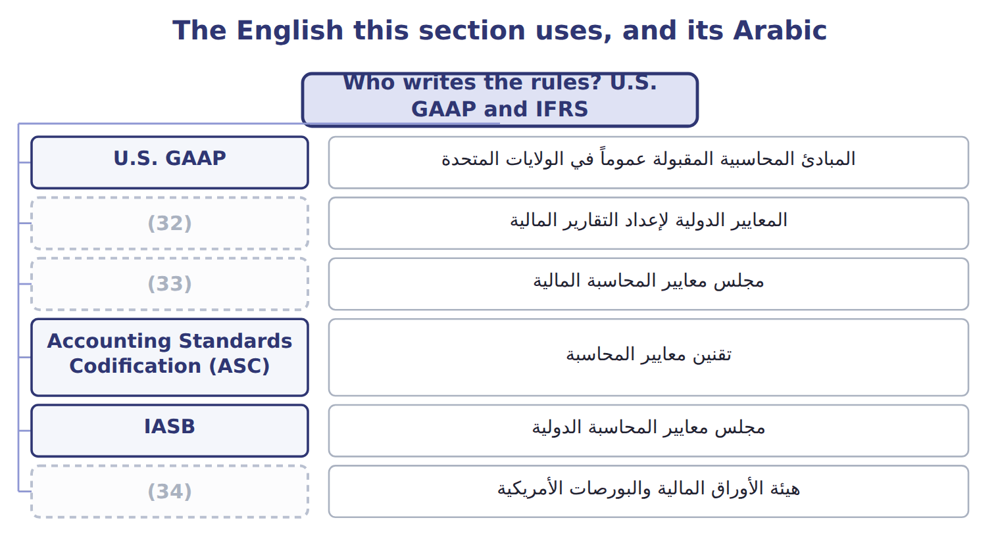 The English this section uses, and its Arabic
Who writes the rules? U.S.
GAAP and IFRS
U.S. GAAP
المبادئ المحاسبية المقبولة عموماً في الولايات المتحدة
(32)
المعايير الدولية لإعداد التقارير المالية
(33)
مجلس معايير المحاسبة المالية
Accounting Standards
Codification (ASC)
تقنين معايير المحاسبة
IASB
مجلس معايير المحاسبة الدولية
(34)
هيئة الأوراق المالية والبورصات الأمريكية